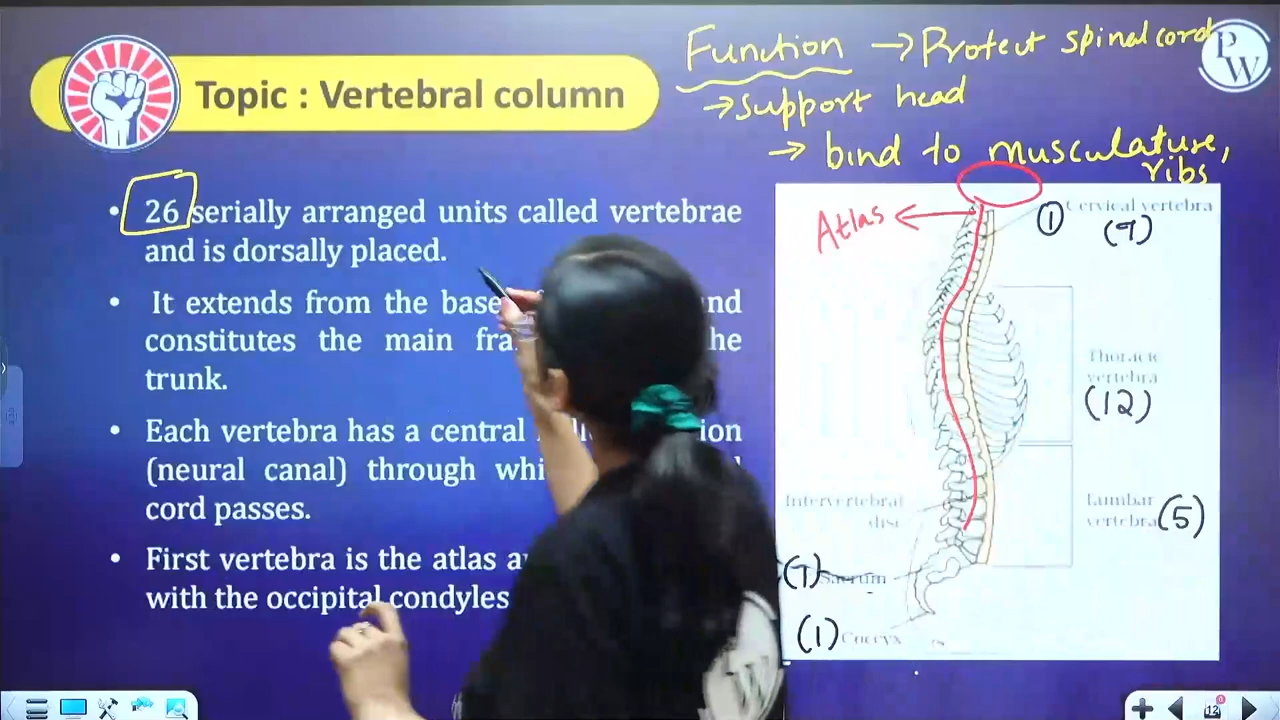 Function → Protect spinal cord
→ support head
→ bind to musculature,
ribs
PW
Topic : Vertebral column
• 26 serially arranged units called vertebrae
and is dorsally placed.
• It extends from the base
constitutes the main the
trunk.
• Each vertebra has a central
(neural canal) through
cord passes.
• First vertebra is the atlas
with the occipital condyles
Atlas ←
Cervical vertebra
① (7)
Thoracic
vertebra
(12)
Intervertebral
disc
Lumbar
vertebra (5)
(1) Sacrum
(1) Coccyx
12